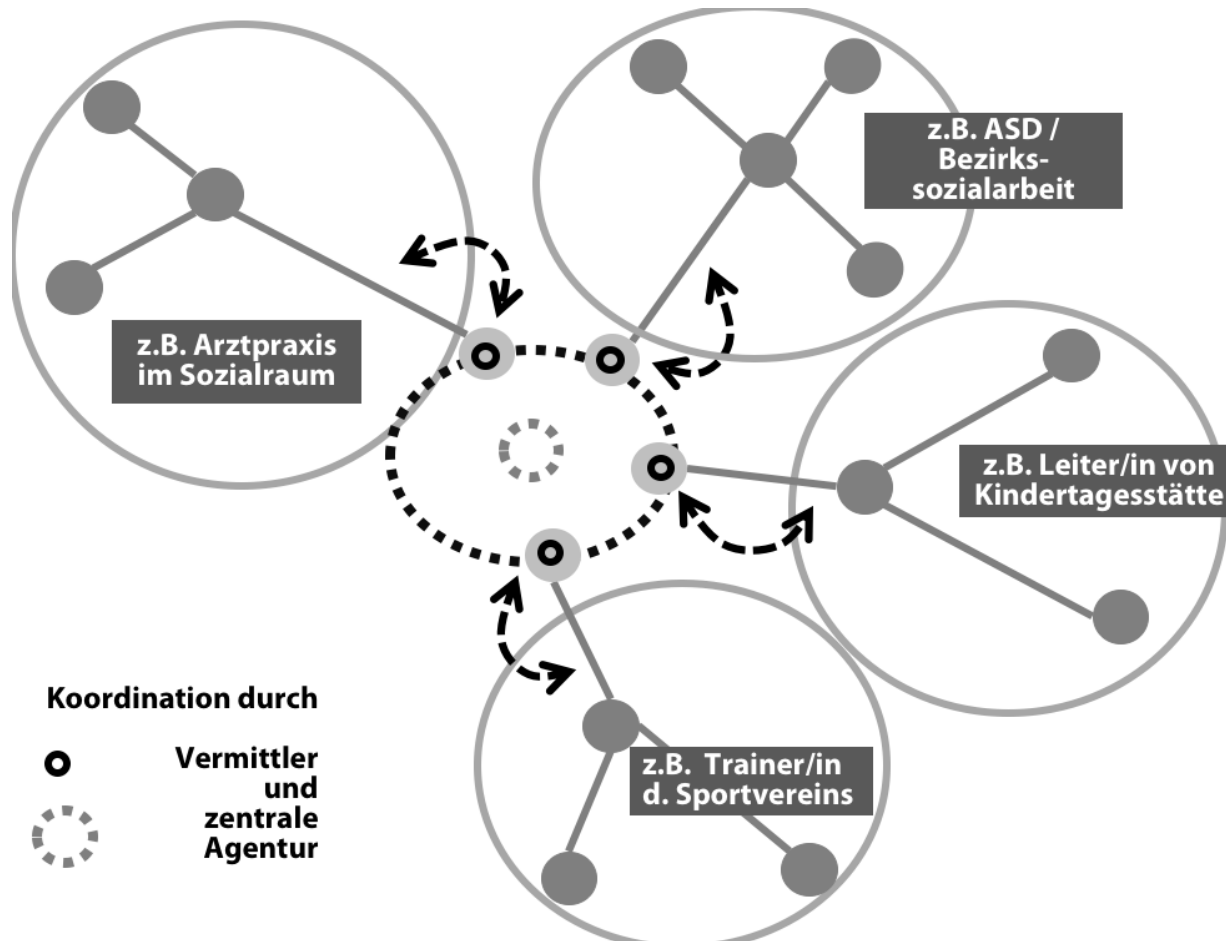 z.B. ASD /
Bezirks-
sozialarbeit
z.B. Arztpraxis
im Sozialraum
z.B. Leiter/in von
Kindertagesstätte
z.B. Trainer/in
d. Sportvereins
Koordination durch
Vermittler
und
zentrale
Agentur